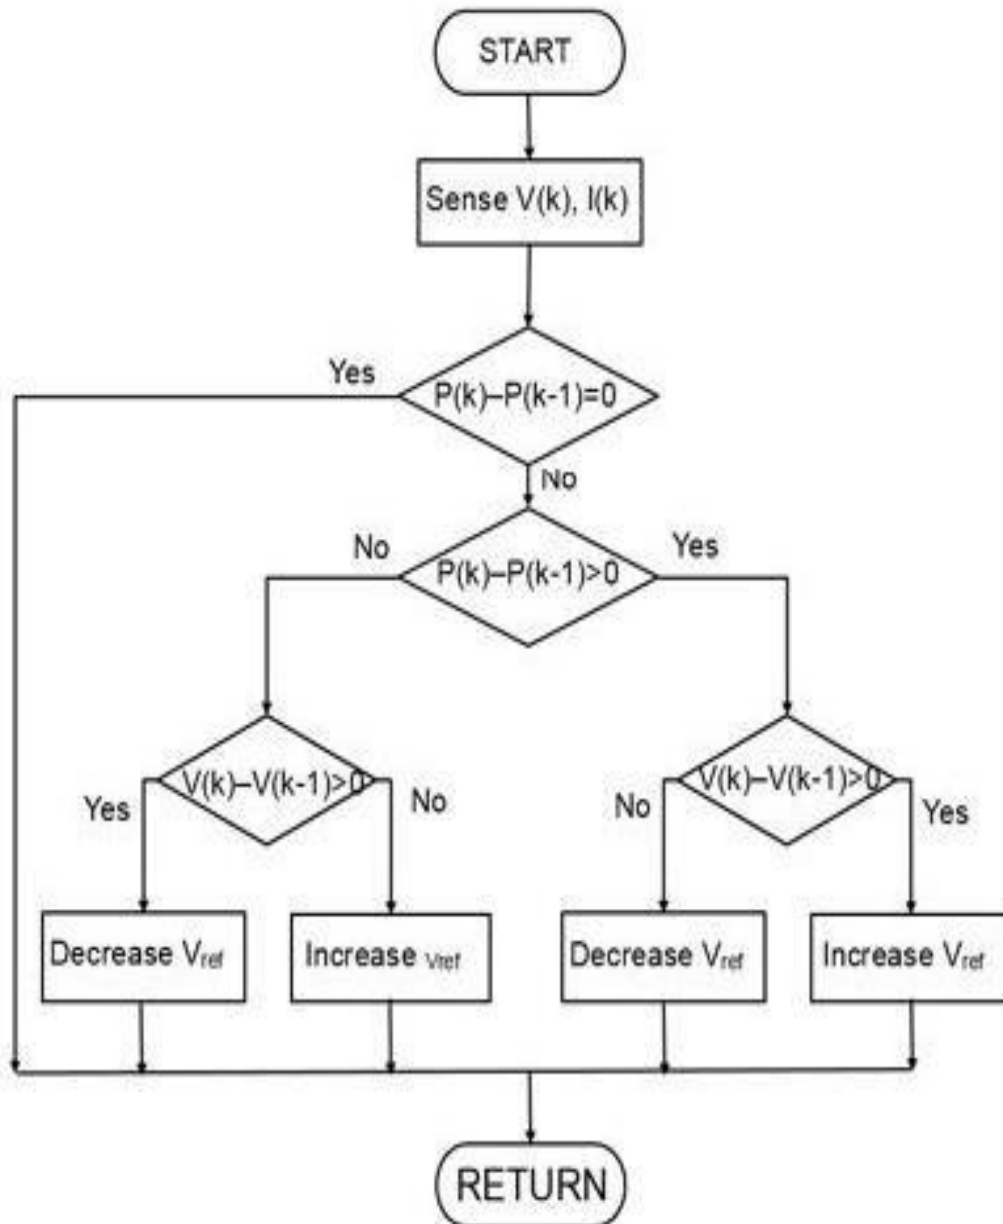 START
Sense V(k), I(k)
Yes
P(k)–P(k-1)=0
No
No
Yes
P(k)–P(k-1)>0
V(k)–V(k-1)>0
V(k)–V(k-1)>0
Yes
No
No
Yes
Decrease Vref
Increase Vref
Decrease Vref
Increase Vref
RETURN